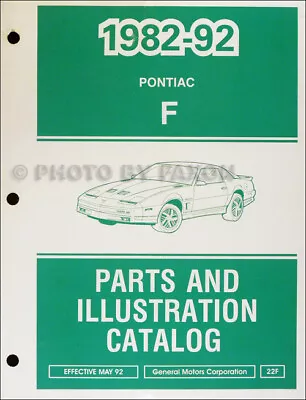 1982-92
PONTIAC
F
© PHOTO BY FAXON ©
PARTS AND
ILLUSTRATION
CATALOG
EFFECTIVE MAY 92
General Motors Corporation
22F